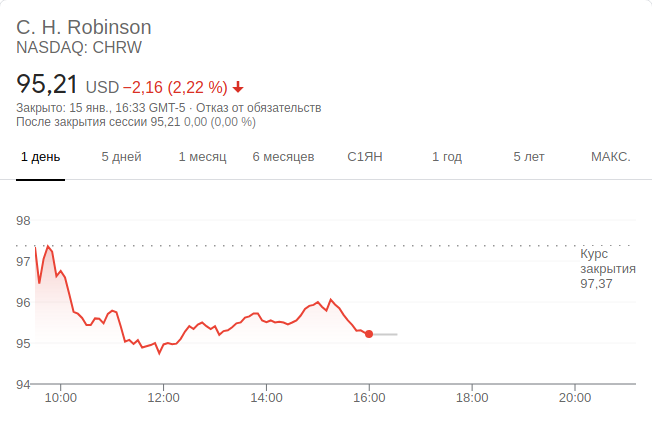 C. H. Robinson
NASDAQ: CHRW
95,21 USD −2,16 (2,22 %)
Закрыто: 15 янв., 16:33 GMT-5 · Отказ от обязательств
После закрытия сессии 95,21 0,00 (0,00 %)
1 день 5 дней 1 месяц 6 месяцев С1ЯН 1 год 5 лет МАКС.
98
Курс
97 закрытия
97,37
96
95
94
10:00 12:00 14:00 16:00 18:00 20:00